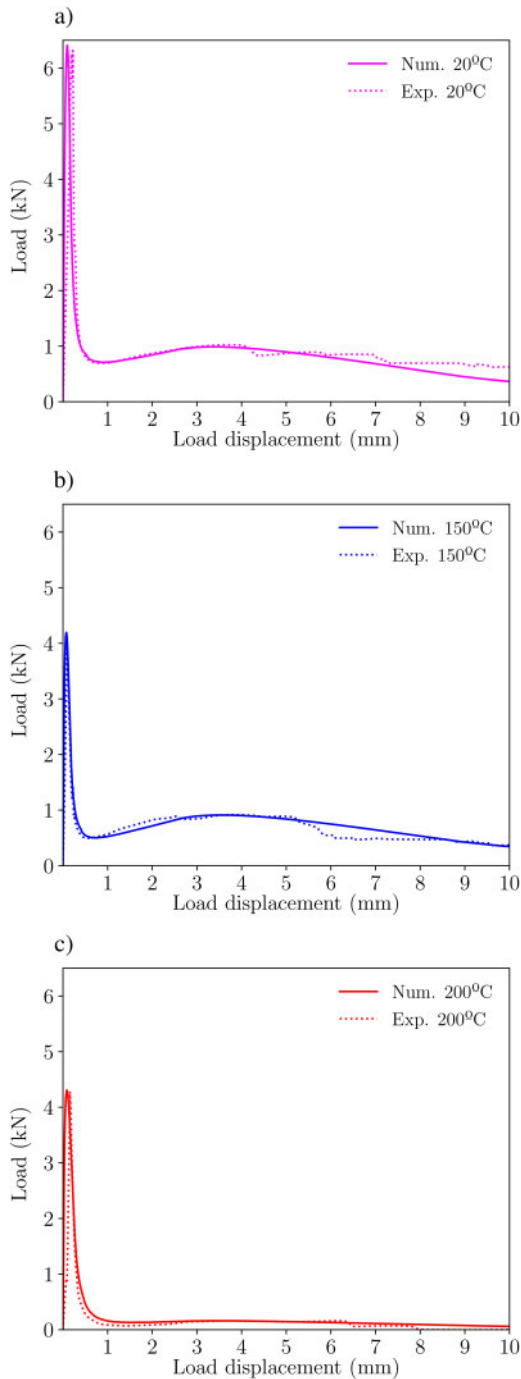 a)
6
5
4
3
2
1
0
Load (kN)
Num. 20ºC
Exp. 20ºC
1 2 3 4 5 6 7 8 9 10
Load displacement (mm)
b)
6
5
4
3
2
1
0
Load (kN)
Num. 150ºC
Exp. 150ºC
1 2 3 4 5 6 7 8 9 10
Load displacement (mm)
c)
6
5
4
3
2
1
0
Load (kN)
Num. 200ºC
Exp. 200ºC
1 2 3 4 5 6 7 8 9 10
Load displacement (mm)